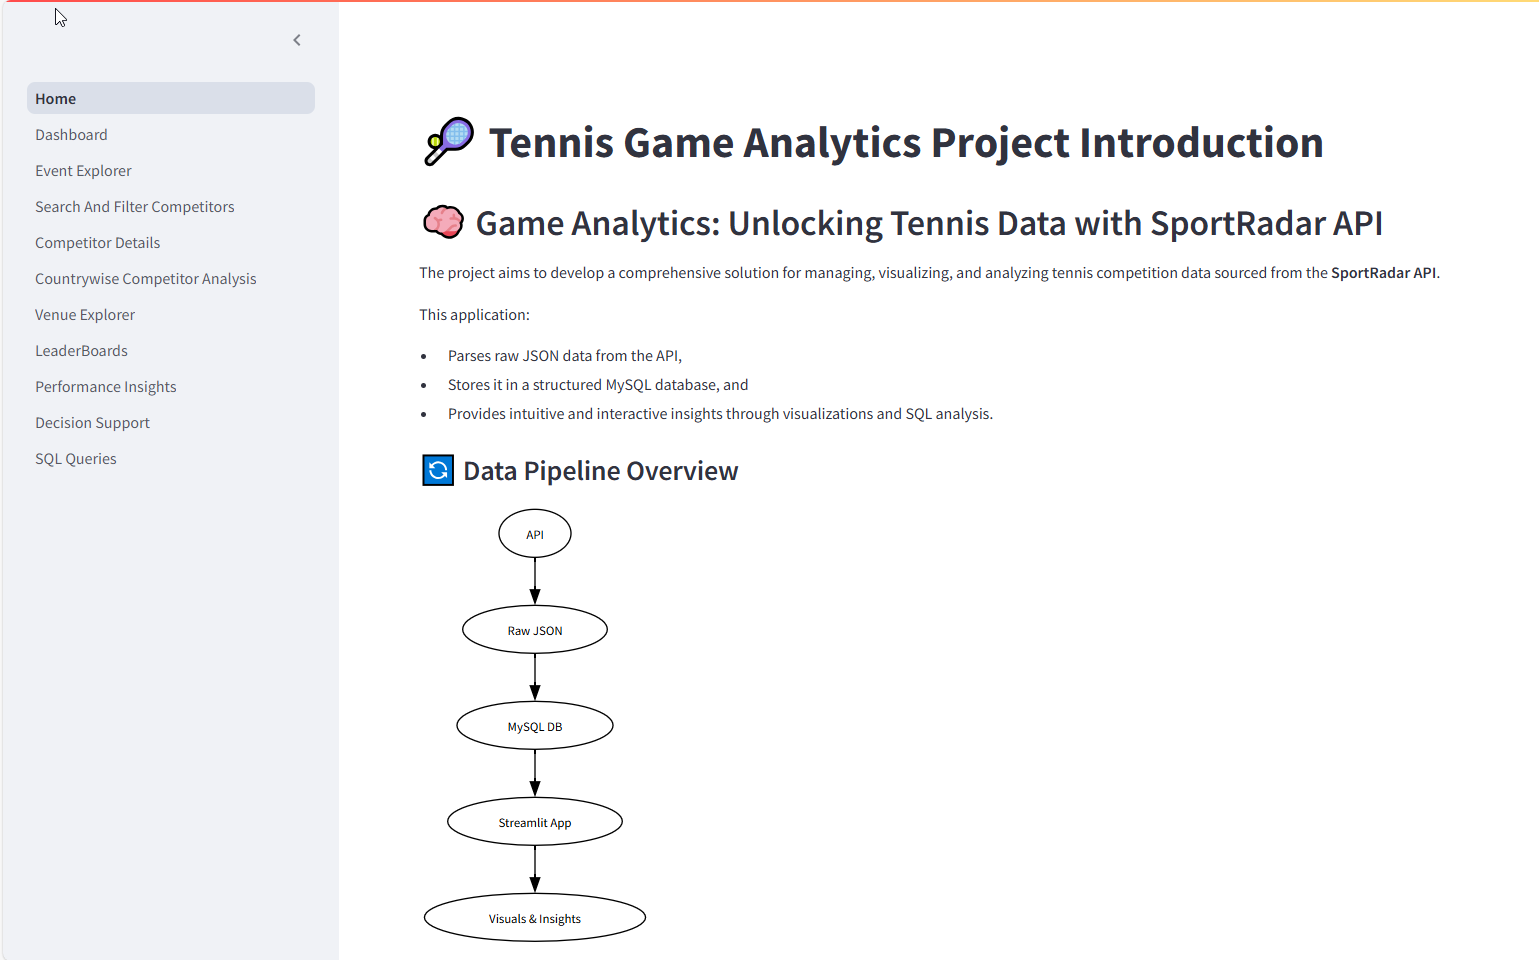 Home
Dashboard
Event Explorer
Search And Filter Competitors
Competitor Details
Countrywise Competitor Analysis
Venue Explorer
LeaderBoards
Performance Insights
Decision Support
SQL Queries
Tennis Game Analytics Project Introduction
Game Analytics: Unlocking Tennis Data with SportRadar API
The project aims to develop a comprehensive solution for managing, visualizing, and analyzing tennis competition data sourced from the SportRadar API.
This application:
• Parses raw JSON data from the API,
• Stores it in a structured MySQL database, and
• Provides intuitive and interactive insights through visualizations and SQL analysis.
Data Pipeline Overview
API
Raw JSON
MySQL DB
Streamlit App
Visuals & Insights